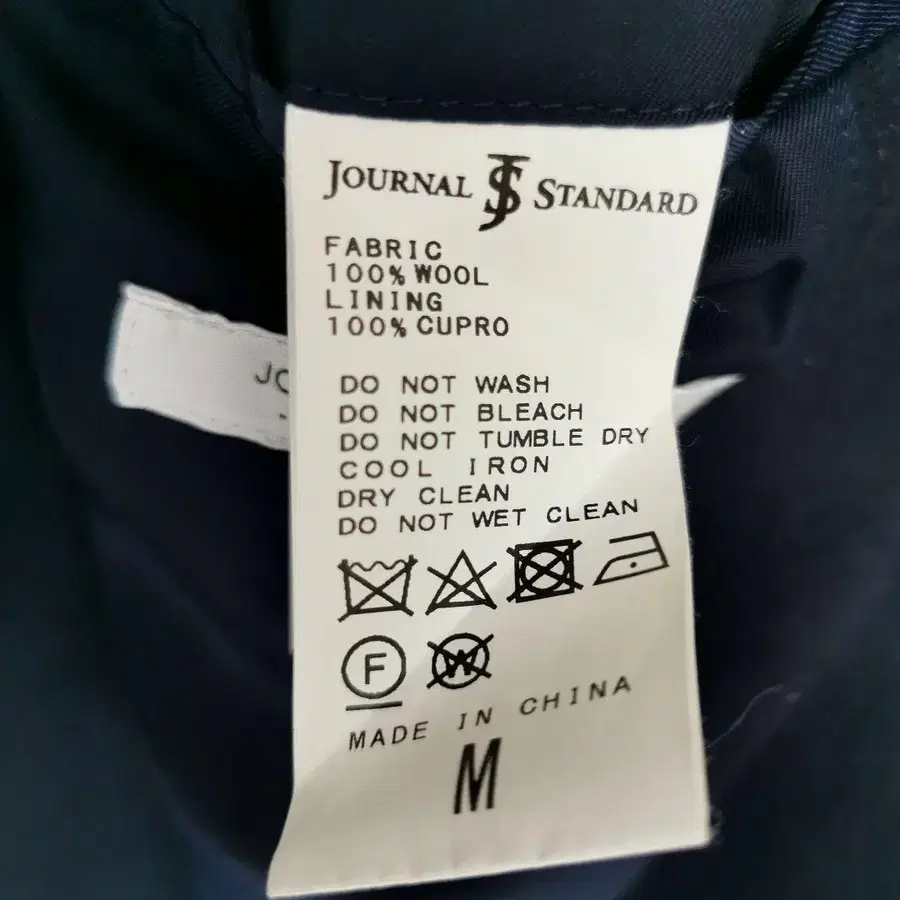 JOURNAL JS STANDARD
FABRIC
100% WOOL
LINING
100% CUPRO
DO NOT WASH
DO NOT BLEACH
DO NOT TUMBLE DRY
COOL IRON
DRY CLEAN
DO NOT WET CLEAN
F W
MADE IN CHINA
M
JO